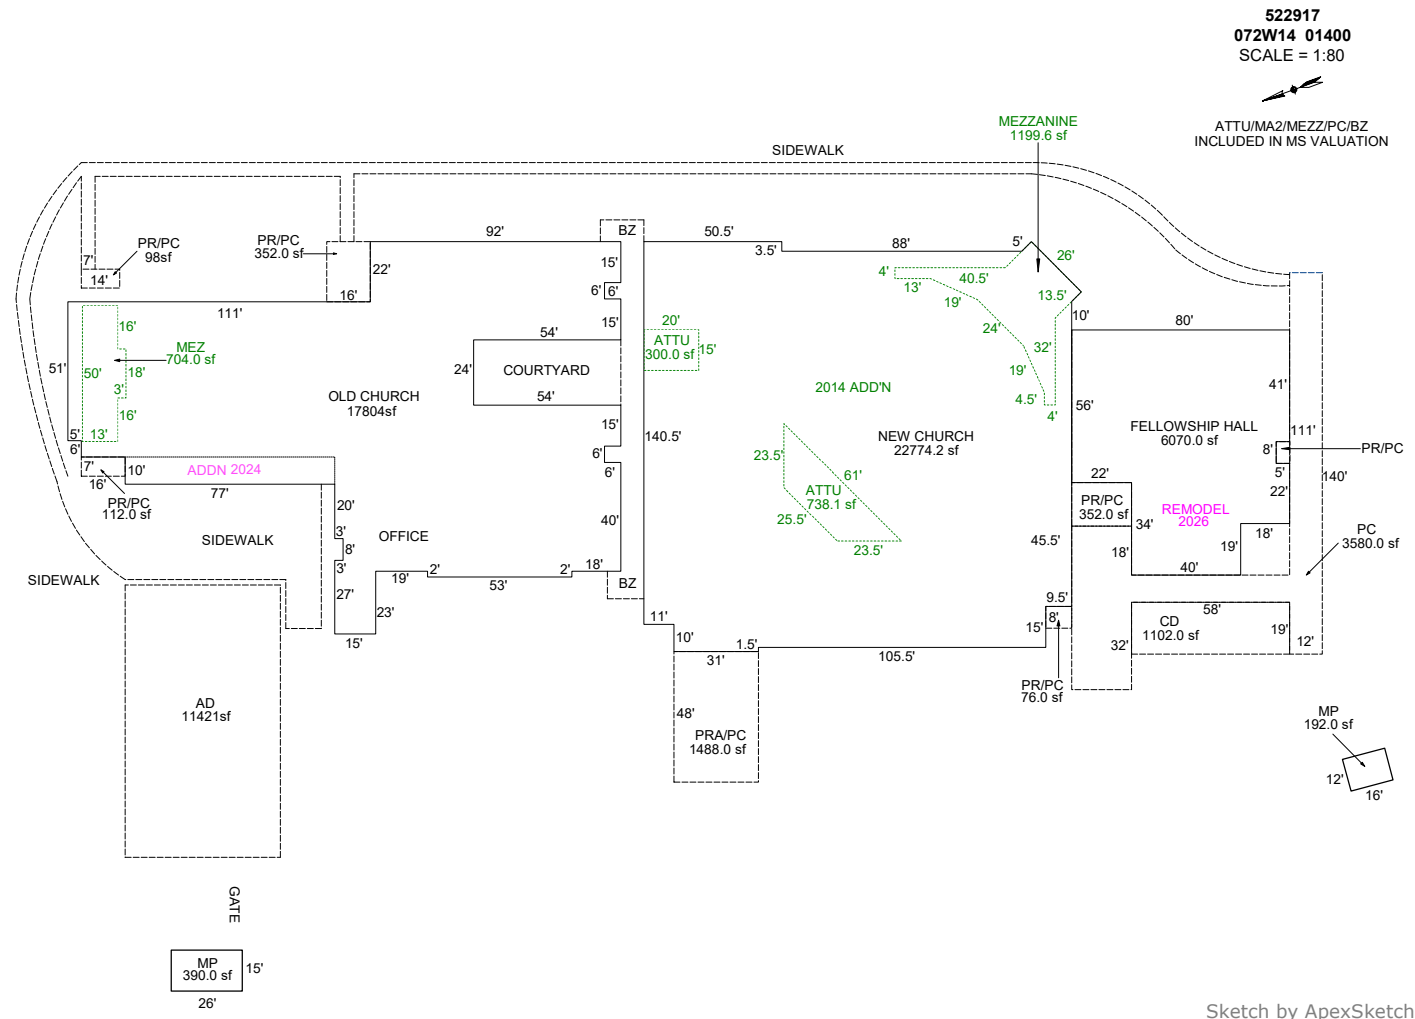 522917
072W14 01400
SCALE = 1:80
ATTU/MA2/MEZZ/PC/BZ
INCLUDED IN MS VALUATION
MEZZANINE
1199.6 sf
SIDEWALK
PR/PC
98sf
7'
14'
PR/PC
352.0 sf
22'
16'
92'
BZ
15'
6'
6'
15'
50.5'
3.5'
88'
5'
26'
4'
40.5'
13'
19'
24'
13.5'
32'
19'
4.5'
4'
10'
80'
111'
51'
16'
MEZ
704.0 sf
50'
18'
3'
16'
13'
5'
6'
54'
24'
COURTYARD
54'
OLD CHURCH
17804sf
20'
ATTU
300.0 sf
15'
2014 ADD'N
56'
41'
FELLOWSHIP HALL
6070.0 sf
111'
8'
PR/PC
5'
22'
140'
15'
6'
140.5'
NEW CHURCH
22774.2 sf
23.5'
61'
ATTU
738.1 sf
25.5'
23.5'
7'
10'
ADDN 2024
16'
77'
PR/PC
112.0 sf
20'
22'
PR/PC
352.0 sf
34'
REMODEL
2026
18'
PC
3580.0 sf
SIDEWALK
OFFICE
3'
8'
3'
40'
45.5'
18'
19'
40'
SIDEWALK
19'
2'
53'
2'
18'
BZ
27'
23'
15'
11'
10'
31'
1.5'
105.5'
9.5'
8'
15'
58'
CD
1102.0 sf
19'
12'
32'
PR/PC
76.0 sf
AD
11421sf
48'
PRA/PC
1488.0 sf
MP
192.0 sf
12'
16'
GATE
MP
390.0 sf
15'
26'
Sketch by ApexSketch